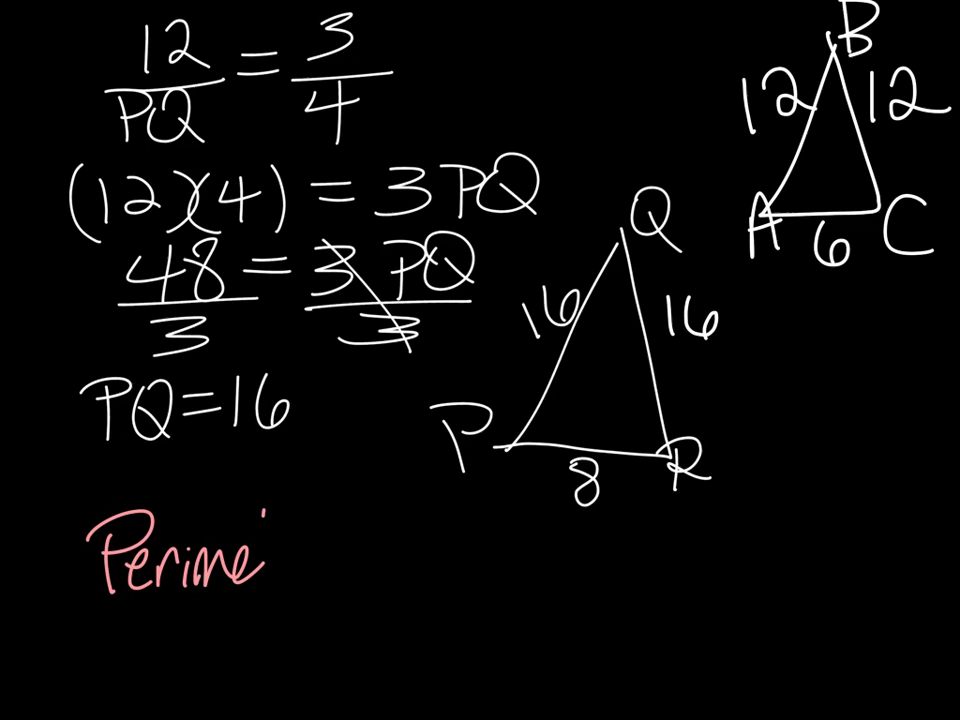 12/PQ = 3/4
(12)(4) = 3PQ
48/3 = 3PQ/3
PQ = 16
Perime
B
12 12
A 6 C
Q
16 16
P 8 R